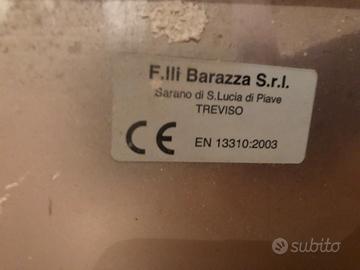 F.lli Barazza S.r.l.
Sarano di S.Lucia di Piave
TREVISO
CE EN 13310:2003
subito